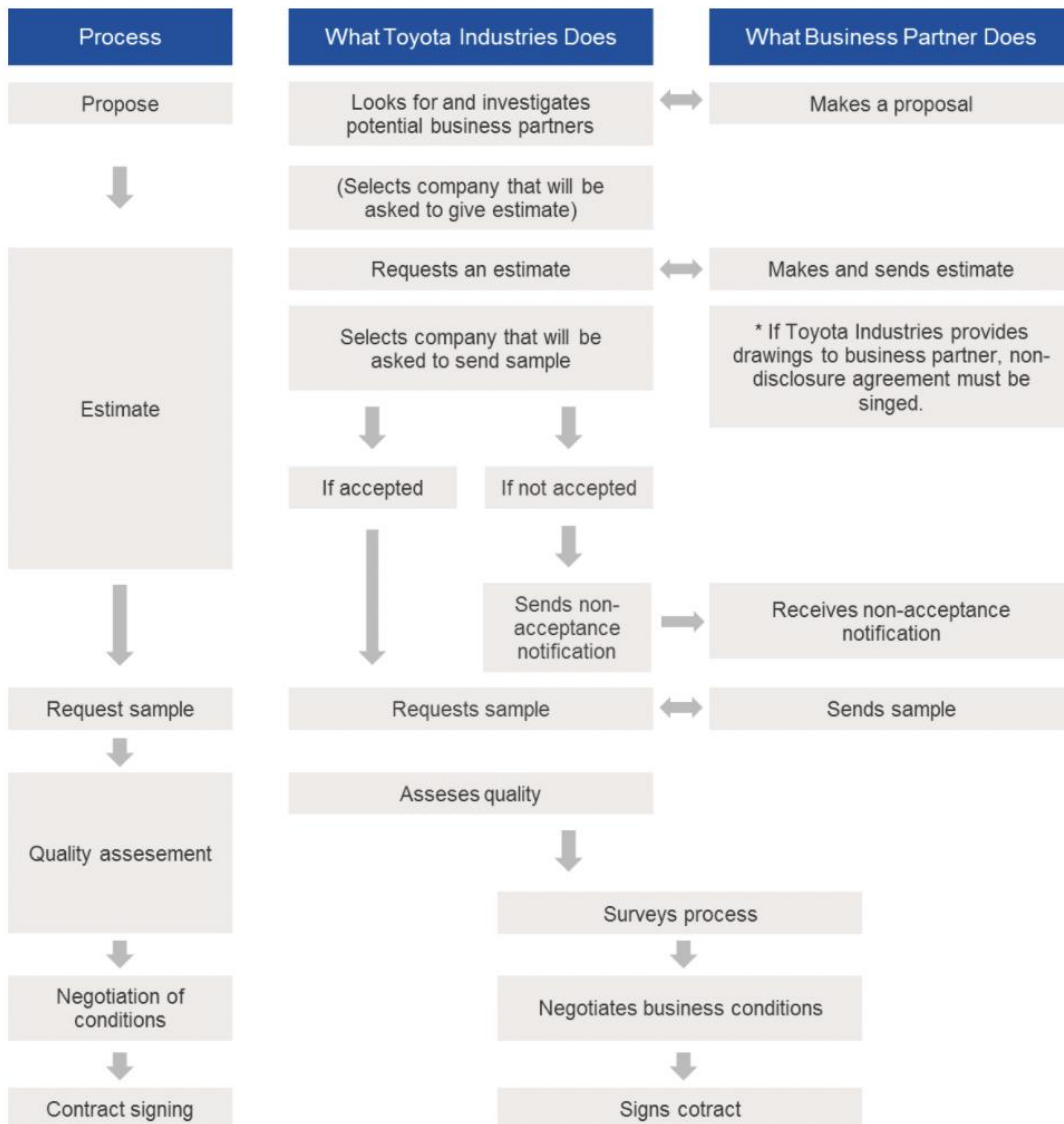 Process
What Toyota Industries Does
What Business Partner Does
Propose
Looks for and investigates
potential business partners
Makes a proposal
(Selects company that will be
asked to give estimate)
Estimate
Requests an estimate
Makes and sends estimate
Selects company that will be
asked to send sample
* If Toyota Industries provides
drawings to business partner, non-
disclosure agreement must be
singed.
If accepted
If not accepted
Sends non-
acceptance
notification
Receives non-acceptance
notification
Request sample
Requests sample
Sends sample
Quality assesement
Asseses quality
Surveys process
Negotiation of
conditions
Negotiates business conditions
Contract signing
Signs cotract